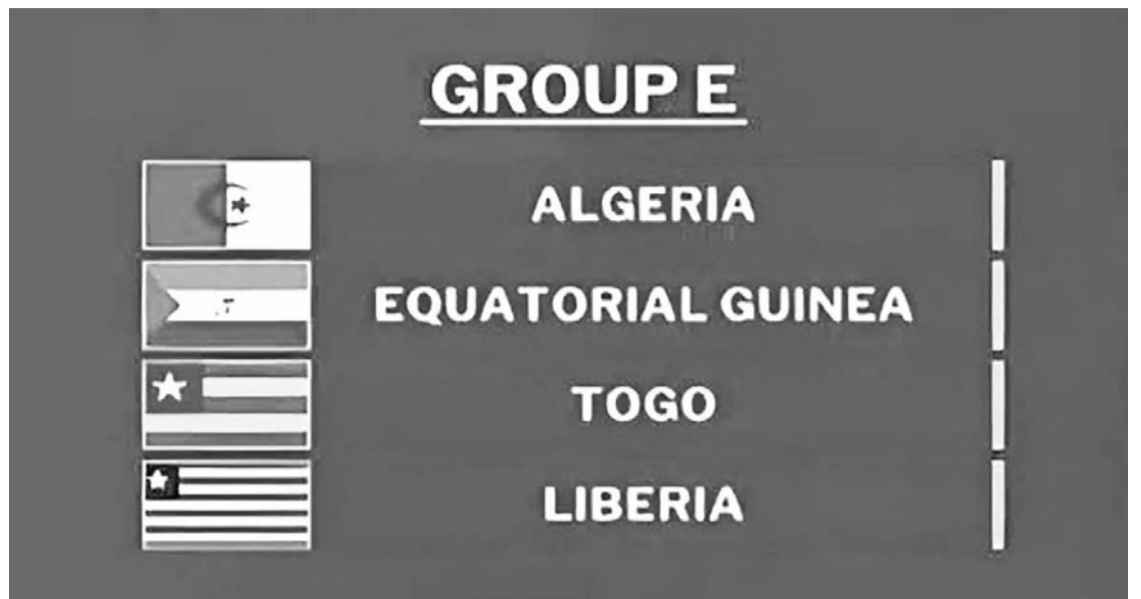 GROUP E
ALGERIA
EQUATORIAL GUINEA
TOGO
LIBERIA